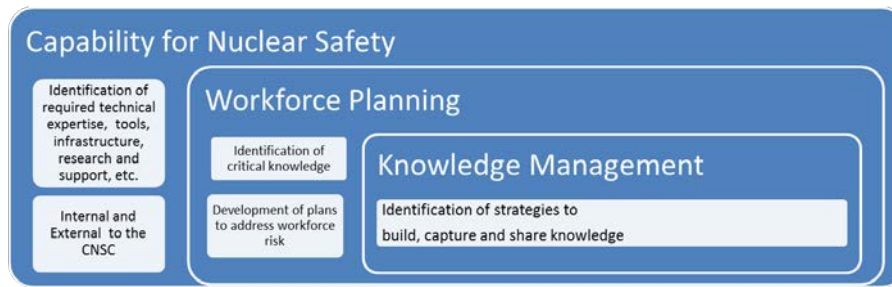 Capability for Nuclear Safety
Identification of
required technical
expertise, tools,
infrastructure,
research and
support, etc.
Internal and
External to the
CNSC
Workforce Planning
Identification of
critical knowledge
Development of plans
to address workforce
risk
Knowledge Management
Identification of strategies to
build, capture and share knowledge